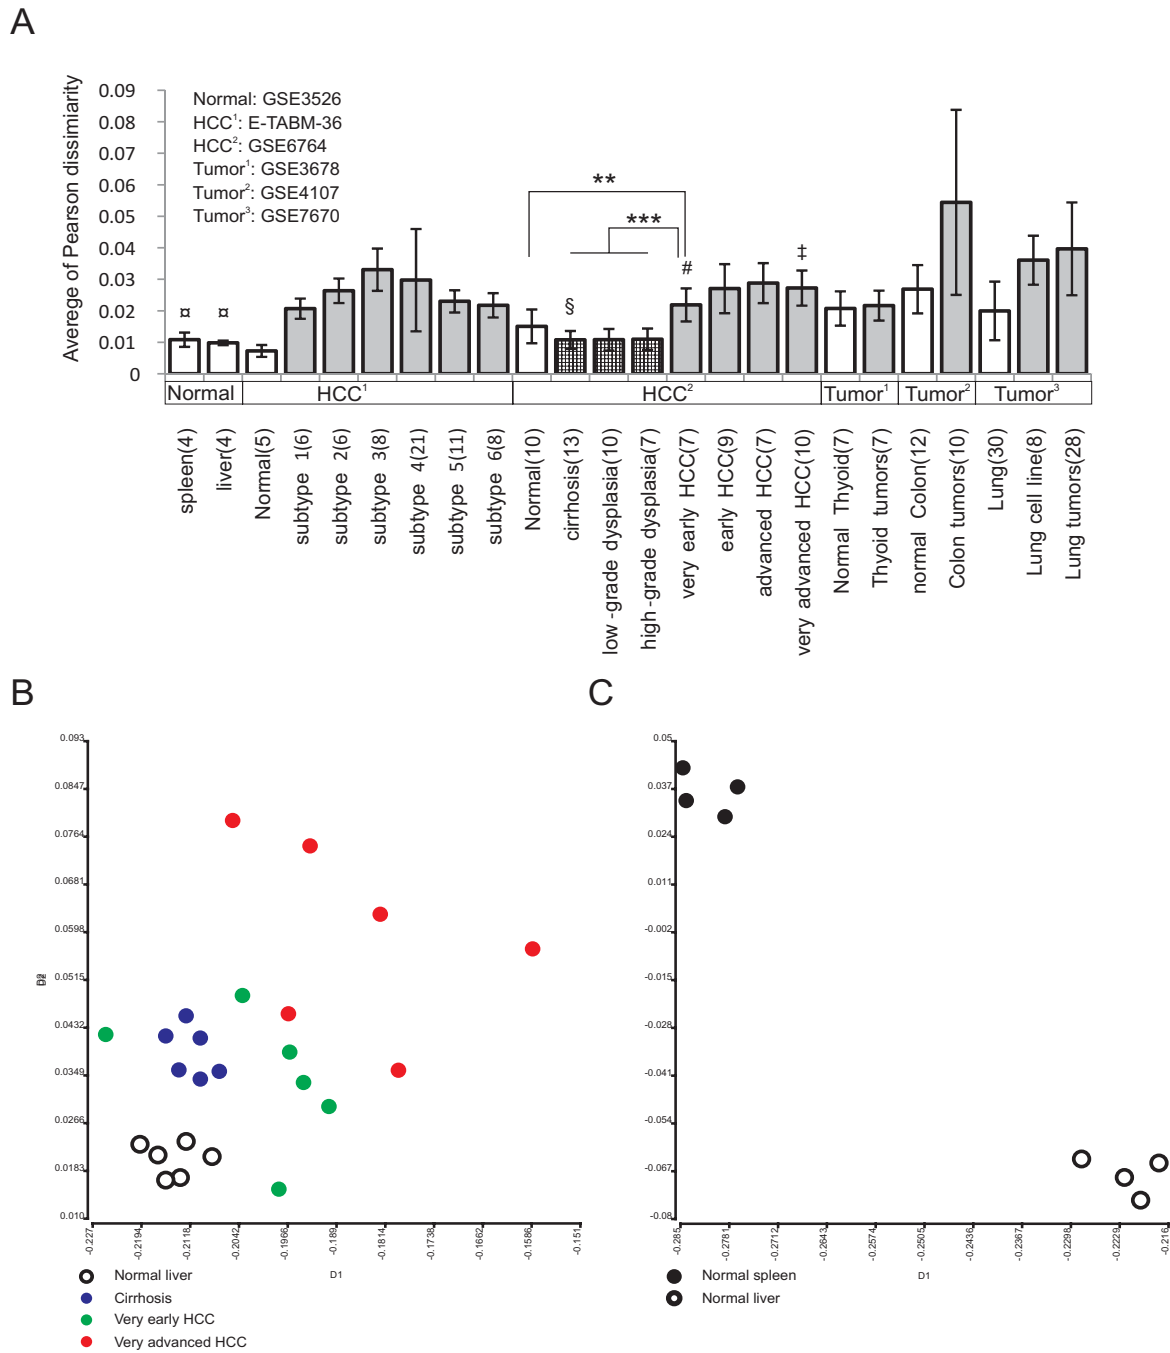 A
Averege of Pearson dissimiarity
0.09
0.08
0.07
0.06
0.05
0.04
0.03
0.02
0.01
0
Normal: GSE3526
HCC¹: E-TABM-36
HCC²: GSE6764
Tumor¹: GSE3678
Tumor²: GSE4107
Tumor³: GSE7670
**
***
¤
¤
§
#
‡
Normal
HCC¹
HCC²
Tumor¹
Tumor²
Tumor³
spleen(4)
liver(4)
Normal(5)
subtype 1(6)
subtype 2(6)
subtype 3(8)
subtype 4(21)
subtype 5(11)
subtype 6(8)
Normal(10)
cirrhosis(13)
low -grade dysplasia(10)
high -grade dysplasia(7)
very early HCC(7)
early HCC(9)
advanced HCC(7)
very advanced HCC(10)
Normal Thyoid(7)
Thyoid tumors(7)
normal Colon(12)
Colon tumors(10)
Lung(30)
Lung cell line(8)
Lung tumors(28)
B
0.093
0.0847
0.0764
0.0681
0.0598
0.0515
0.0432
0.0349
0.0266
0.0183
0.010
-0.227
-0.2194
-0.2118
-0.2042
-0.1966
-0.189
-0.1814
-0.1738
-0.1662
-0.1586
-0.1511
D1
Normal liver
Cirrhosis
Very early HCC
Very advanced HCC
C
0.05
0.037
0.024
0.011
-0.002
-0.015
-0.028
-0.041
-0.054
-0.067
-0.08
-0.285
-0.2781
-0.2712
-0.2643
-0.2574
-0.2505
-0.2436
-0.2367
-0.2298
-0.2229
-0.216
D1
Normal spleen
Normal liver